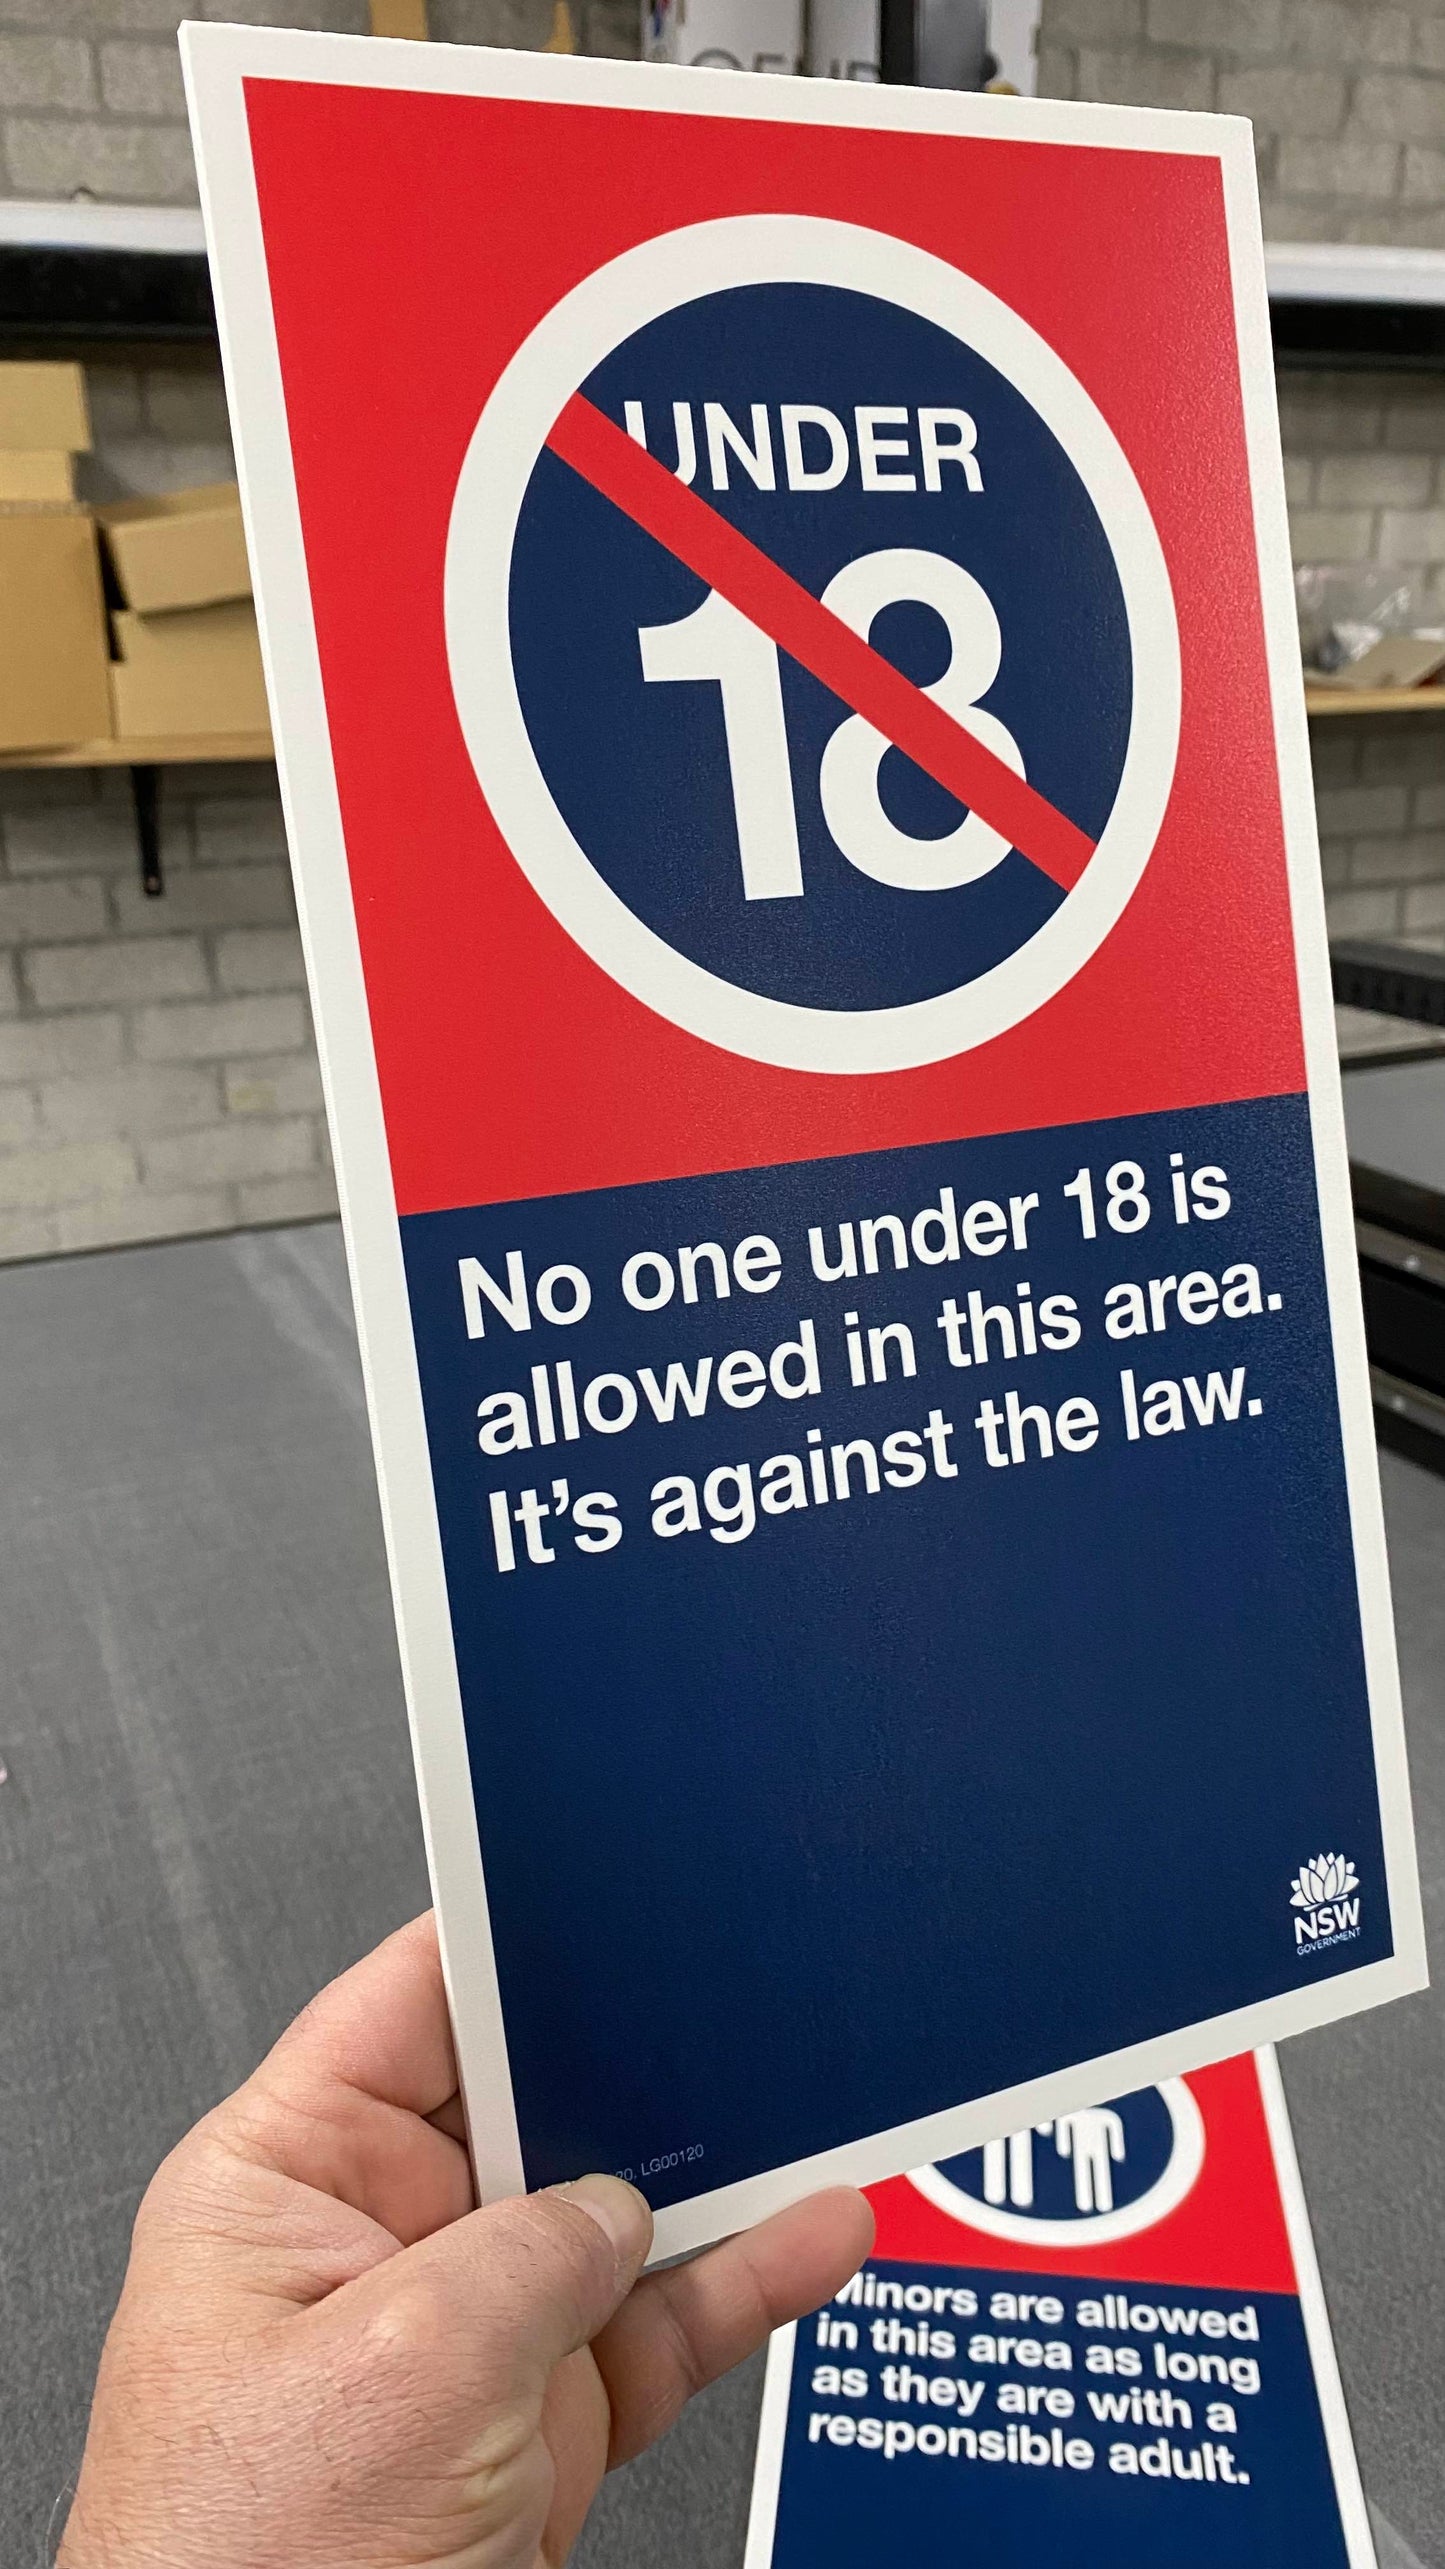 UNDER
18
No one under 18 is
allowed in this area.
It's against the law.
NSW
GOVERNMENT
LG00120
Minors are allowed
in this area as long
as they are with a
responsible adult.